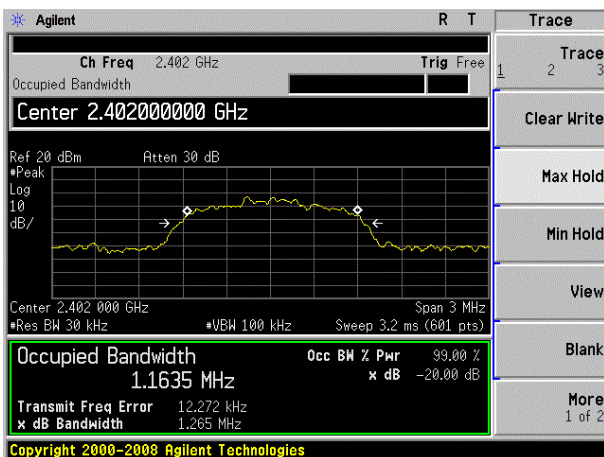 Agilent R T Trace
Ch Freq 2.402 GHz Trig Free
Occupied Bandwidth
Center 2.402000000 GHz
Ref 20 dBm Atten 30 dB
#Peak
Log
10
dB/
Center 2.402 000 GHz Span 3 MHz
#Res BW 30 kHz #VBW 100 kHz Sweep 3.2 ms (601 pts)
Occupied Bandwidth Occ BW % Pwr 99.00 %
1.1635 MHz x dB -20.00 dB
Transmit Freq Error 12.272 kHz
x dB Bandwidth 1.265 MHz
Copyright 2000-2008 Agilent Technologies
Trace
1 2 3
Clear Write
Max Hold
Min Hold
View
Blank
More
1 of 2